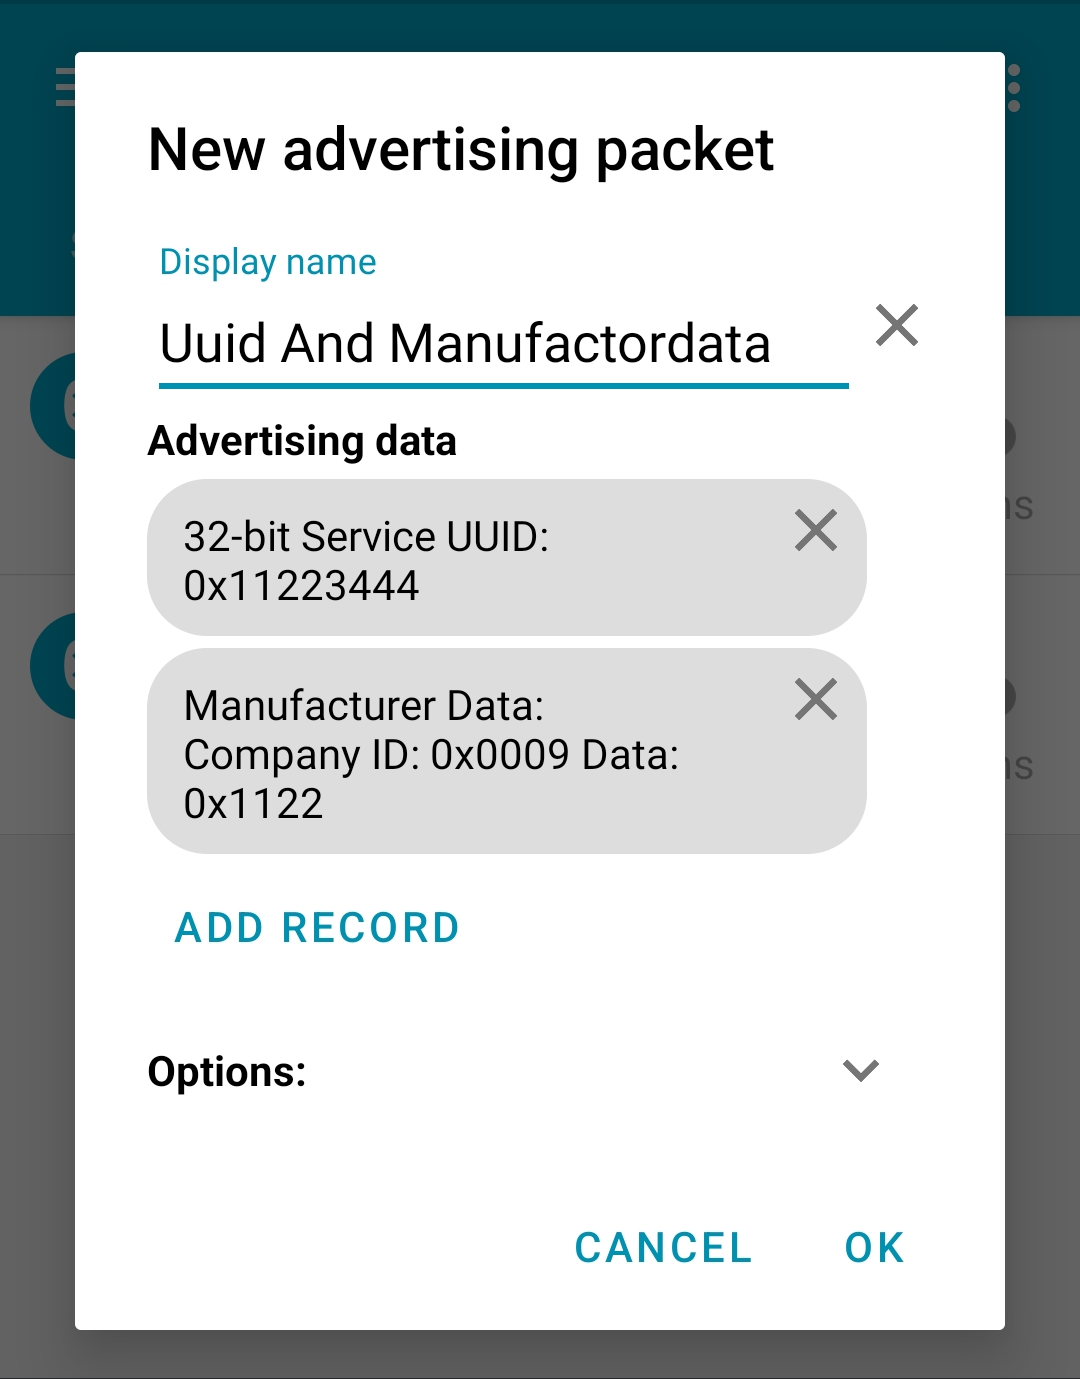 New advertising packet
Display name
Uuid And Manufactordata
Advertising data
32-bit Service UUID:
0x11223444
Manufacturer Data:
Company ID: 0x0009 Data:
0x1122
ADD RECORD
Options:
CANCEL OK